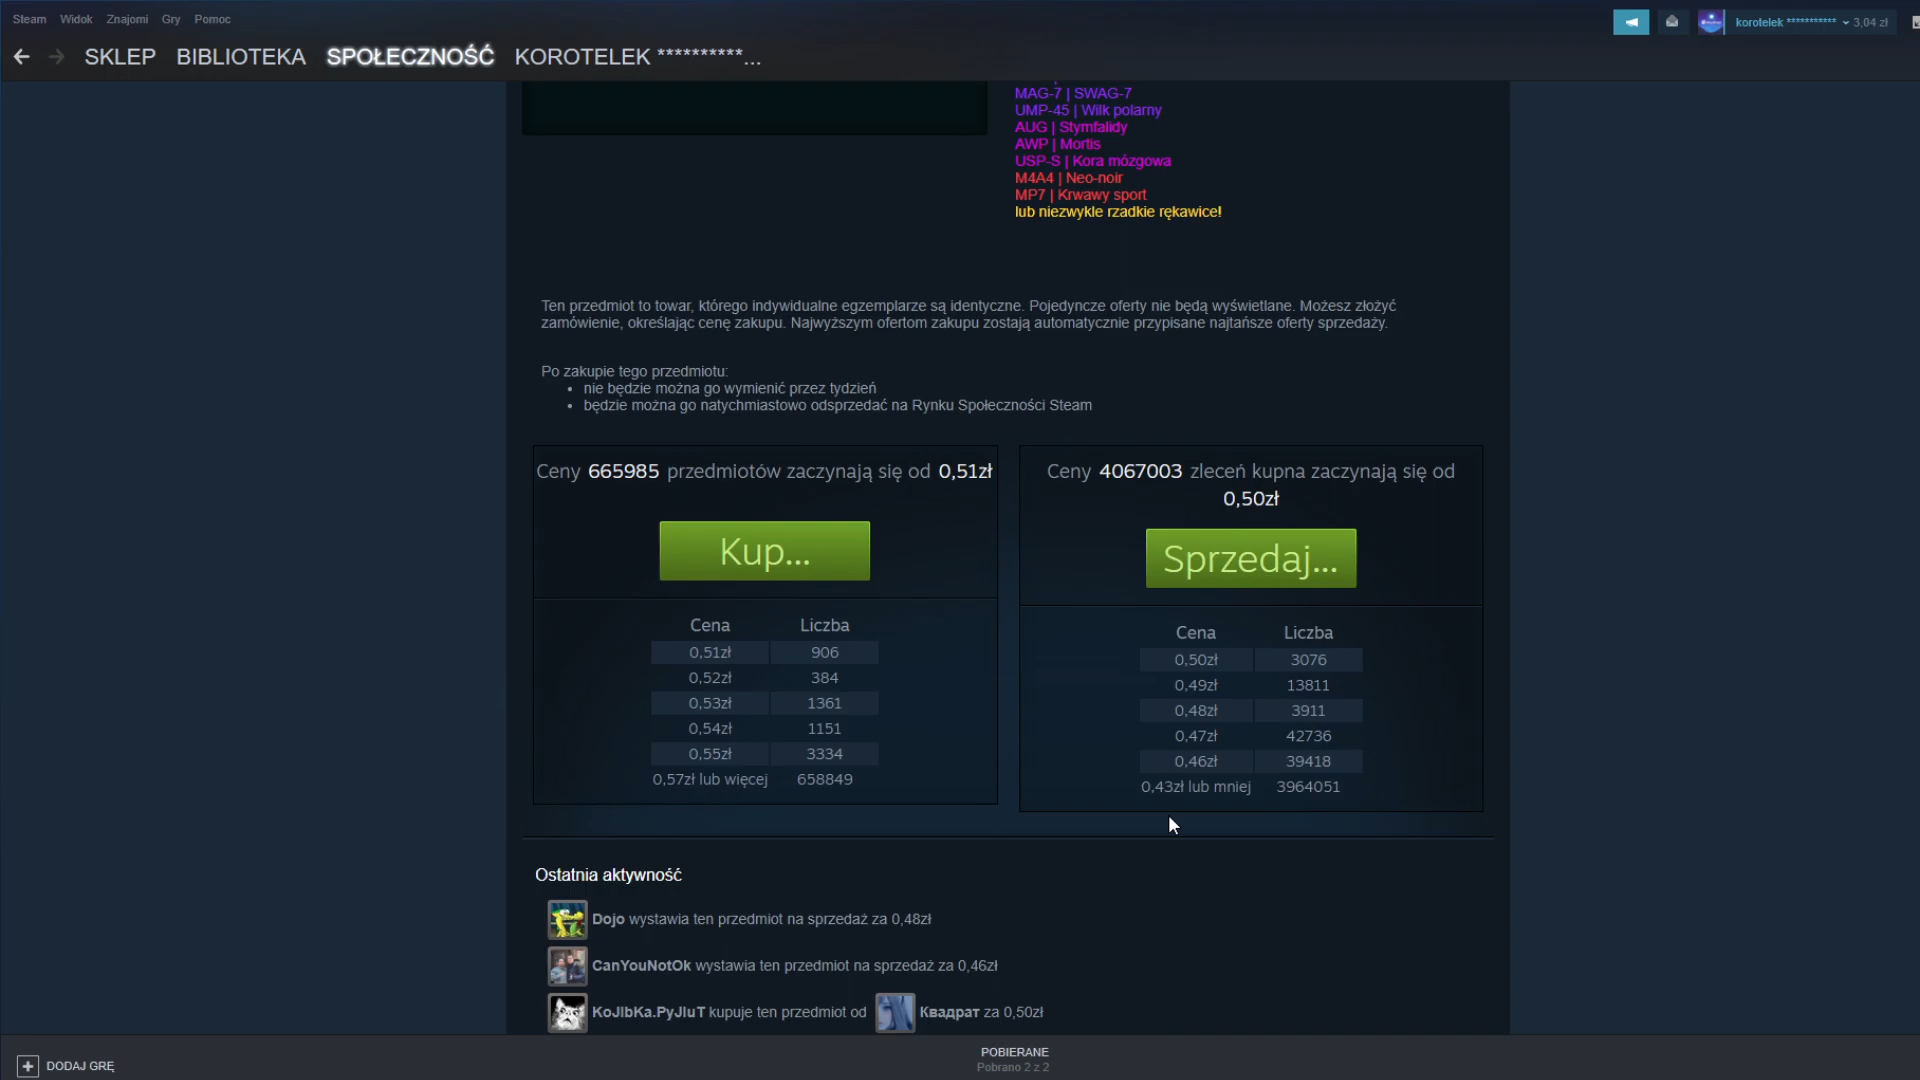 Steam Widok Znajomi Gry Pomoc
korotelek *********** 3,04 zł
SKLEP BIBLIOTEKA SPOŁECZNOŚĆ KOROTELEK **********...
MAG-7 | SWAG-7
UMP-45 | Wilk polarny
AUG | Stymfalidy
AWP | Mortis
USP-S | Kora mózgowa
M4A4 | Neo-noir
MP7 | Krwawy sport
lub niezwykle rzadkie rękawice!
Ten przedmiot to towar, którego indywidualne egzemplarze są identyczne. Pojedyncze oferty nie będą wyświetlane. Możesz złożyć
zamówienie, określając cenę zakupu. Najwyższym ofertom zakupu zostają automatycznie przypisane najtańsze oferty sprzedaży.
Po zakupie tego przedmiotu:
• nie będzie można go wymienić przez tydzień
• będzie można go natychmiastowo odsprzedać na Rynku Społeczności Steam
Ceny 665985 przedmiotów zaczynają się od 0,51zł
Kup...
Cena Liczba
0,51zł 906
0,52zł 384
0,53zł 1361
0,54zł 1151
0,55zł 3334
0,57zł lub więcej 658849
Ceny 4067003 zleceń kupna zaczynają się od
0,50zł
Sprzedaj...
Cena Liczba
0,50zł 3076
0,49zł 13811
0,48zł 3911
0,47zł 42736
0,46zł 39418
0,43zł lub mniej 3964051
Ostatnia aktywność
Dojo wystawia ten przedmiot na sprzedaż za 0,48zł
CanYouNotOk wystawia ten przedmiot na sprzedaż za 0,46zł
KoJlbKa.PyJluT kupuje ten przedmiot od Квадрат za 0,50zł
DODAJ GRĘ
POBIERANE
Pobrano 2 z 2